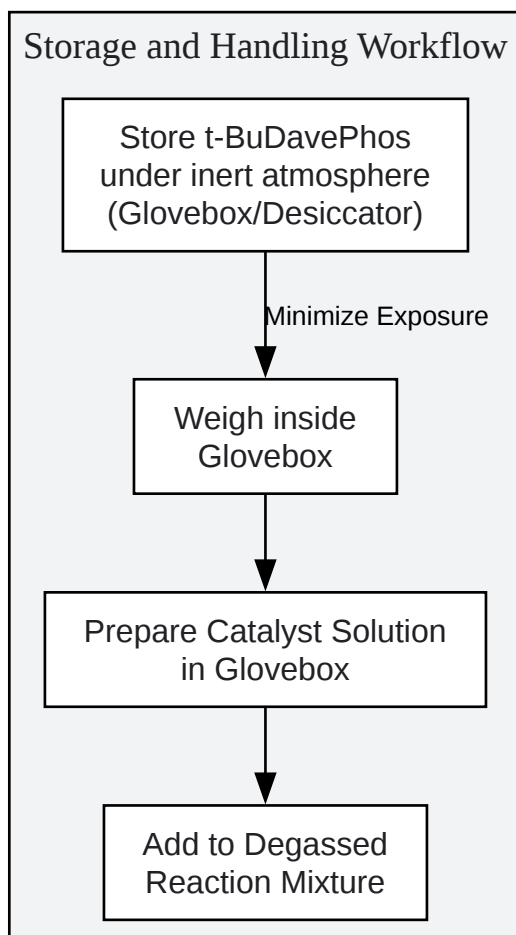 Storage and Handling Workflow
Store t-BuDavePhos
under inert atmosphere
(Glovebox/Desiccator)
Minimize Exposure
Weigh inside
Glovebox
Prepare Catalyst Solution
in Glovebox
Add to Degassed
Reaction Mixture